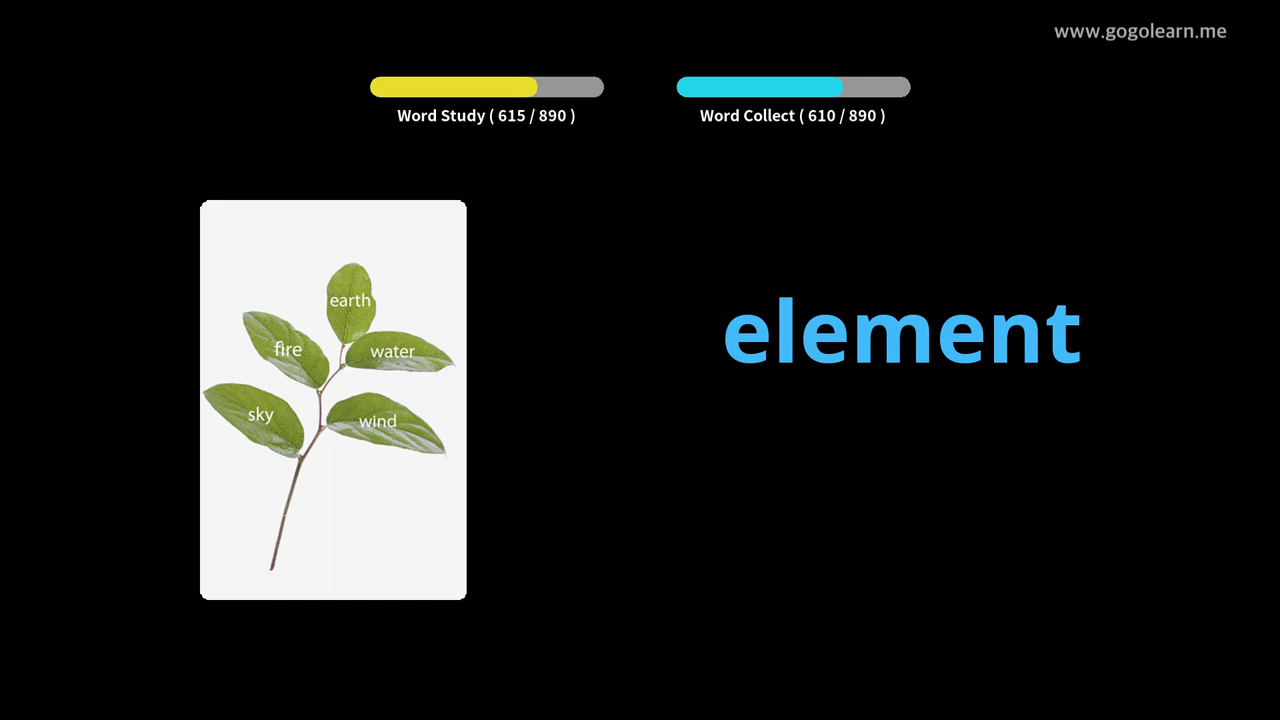 www.gogolearn.me
Word Study ( 615 / 890 )
Word Collect ( 610 / 890 )
earth
fire
water
sky
wind
element